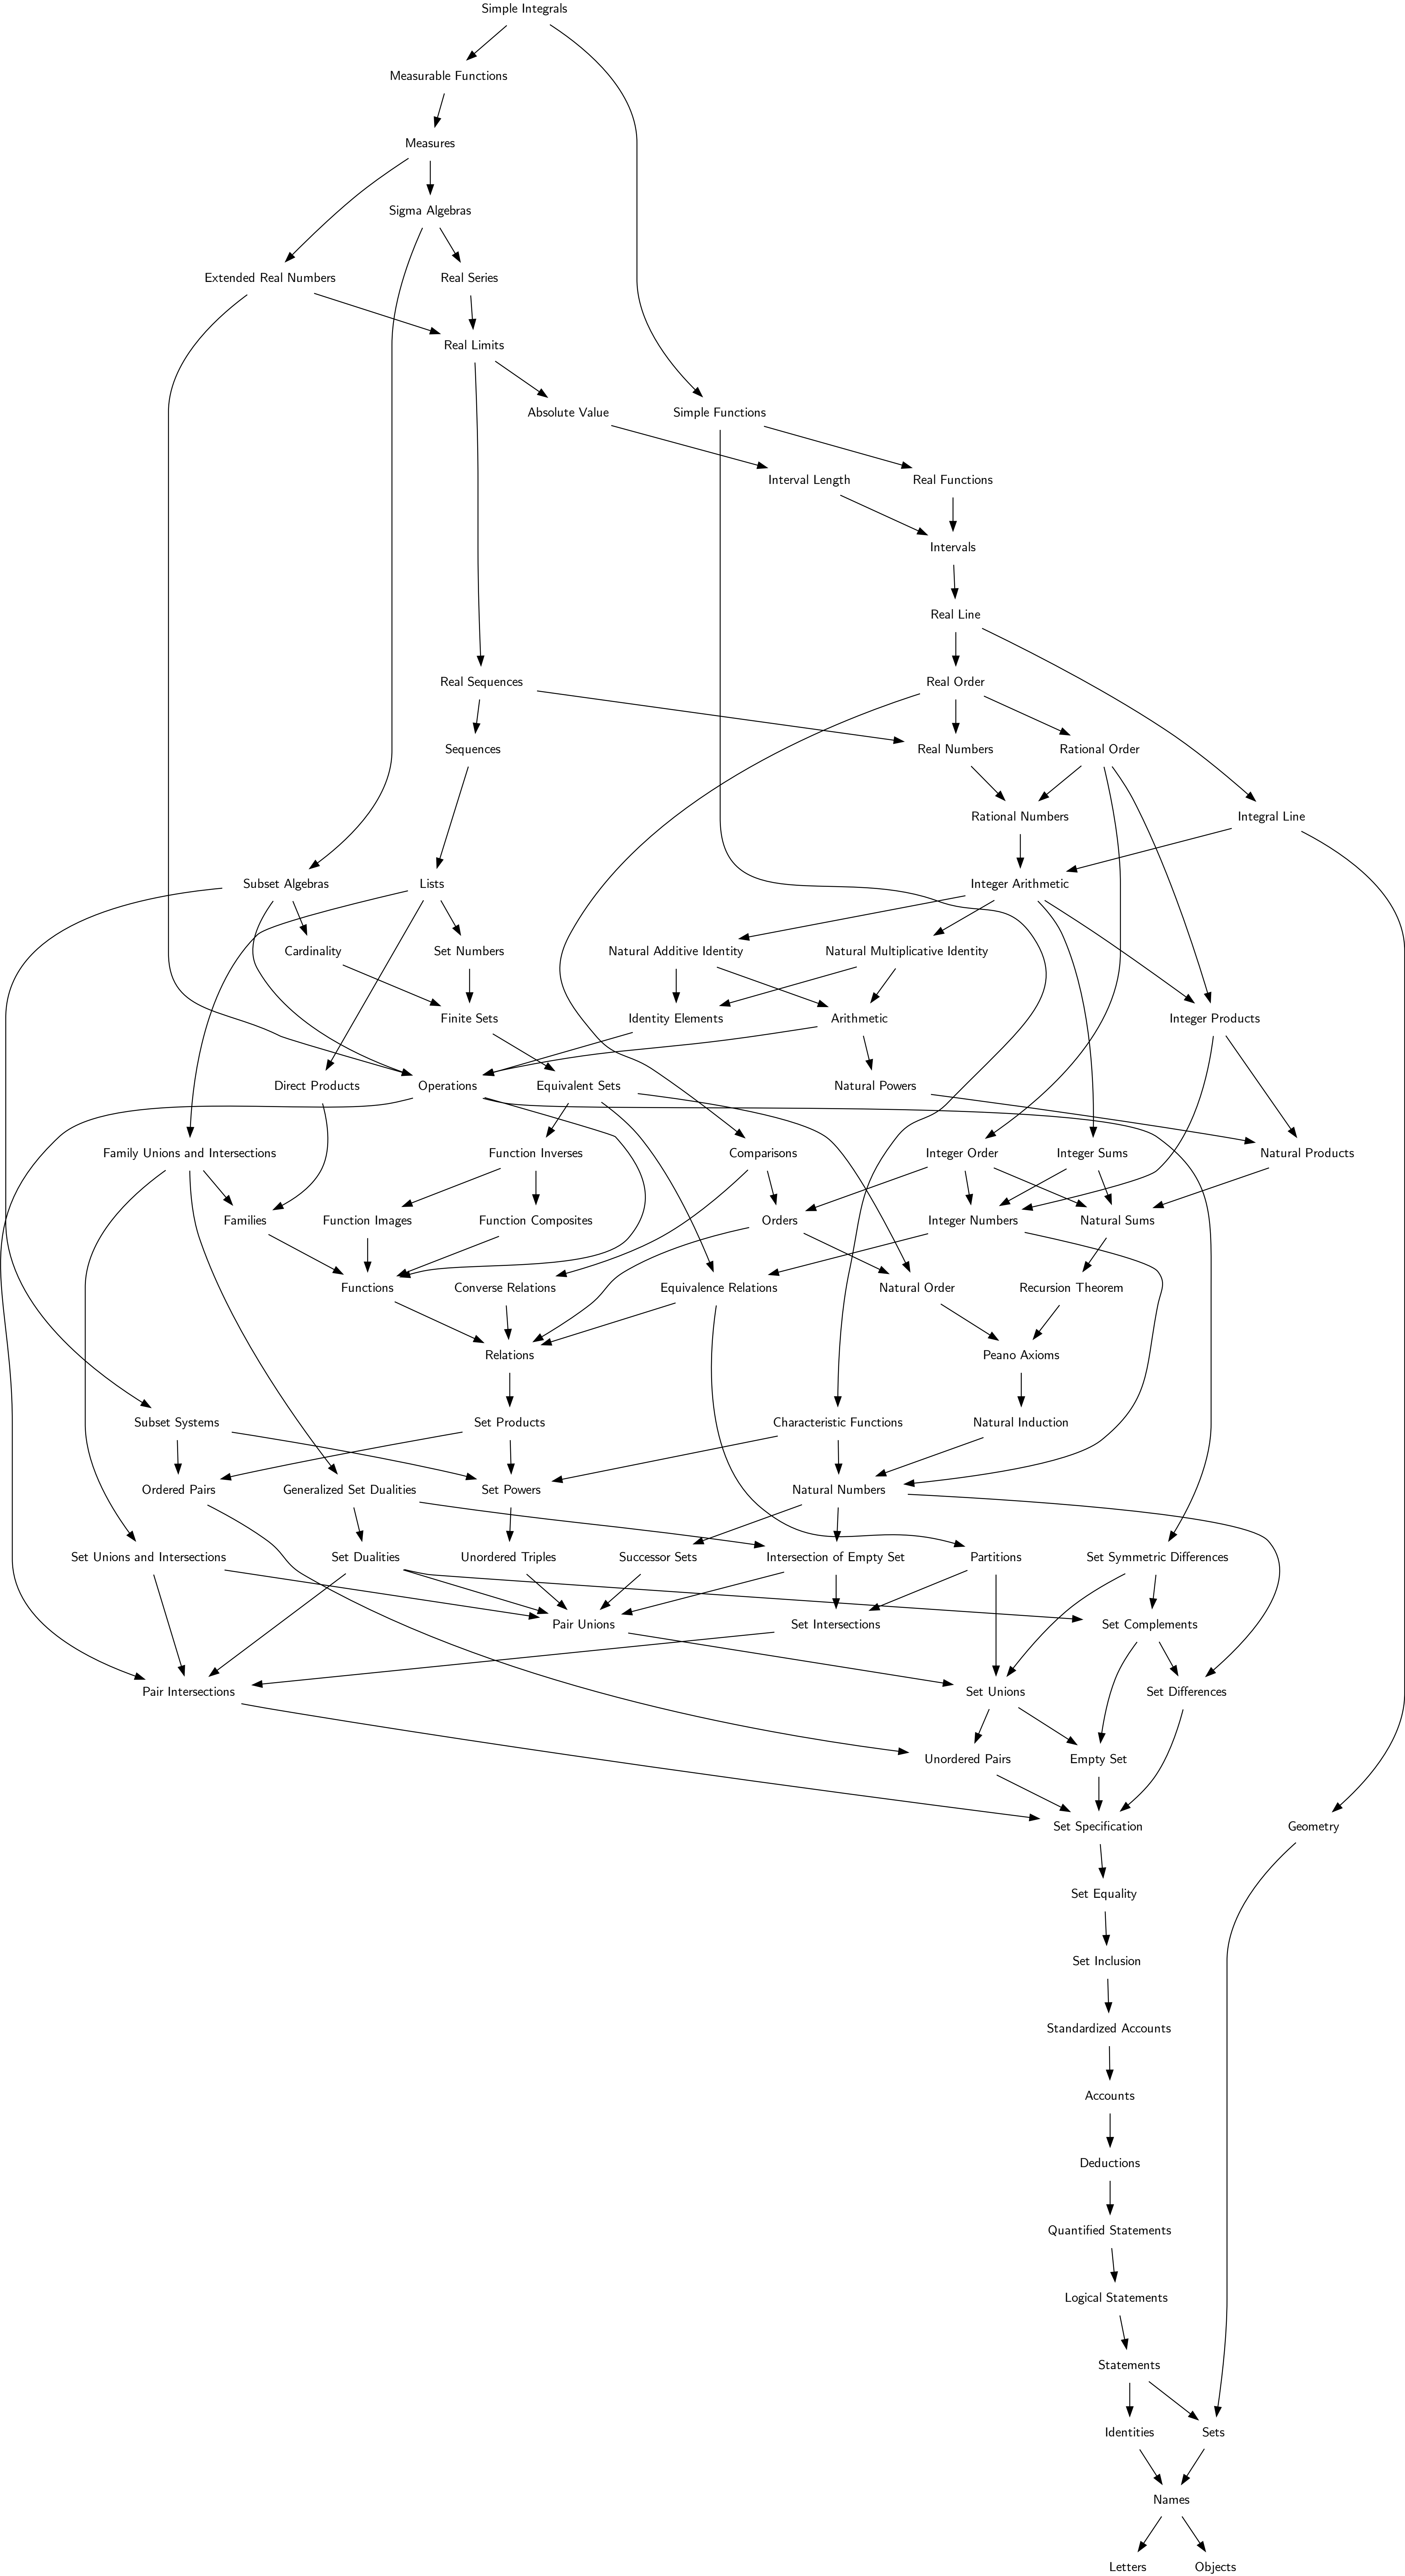 Simple Integrals
Measurable Functions
Measures
Sigma Algebras
Extended Real Numbers
Real Series
Real Limits
Absolute Value
Simple Functions
Interval Length
Real Functions
Intervals
Real Line
Real Sequences
Real Order
Sequences
Real Numbers
Rational Order
Rational Numbers
Integral Line
Subset Algebras
Lists
Integer Arithmetic
Cardinality
Set Numbers
Natural Additive Identity
Natural Multiplicative Identity
Finite Sets
Identity Elements
Arithmetic
Integer Products
Direct Products
Operations
Equivalent Sets
Natural Powers
Family Unions and Intersections
Function Inverses
Comparisons
Integer Order
Integer Sums
Natural Products
Families
Function Images
Function Composites
Orders
Integer Numbers
Natural Sums
Functions
Converse Relations
Equivalence Relations
Natural Order
Recursion Theorem
Relations
Peano Axioms
Subset Systems
Set Products
Characteristic Functions
Natural Induction
Ordered Pairs
Generalized Set Dualities
Set Powers
Natural Numbers
Set Unions and Intersections
Set Dualities
Unordered Triples
Successor Sets
Intersection of Empty Set
Partitions
Set Symmetric Differences
Pair Unions
Set Intersections
Set Complements
Pair Intersections
Set Unions
Set Differences
Unordered Pairs
Empty Set
Set Specification
Geometry
Set Equality
Set Inclusion
Standardized Accounts
Accounts
Deductions
Quantified Statements
Logical Statements
Statements
Identities
Sets
Names
Letters
Objects